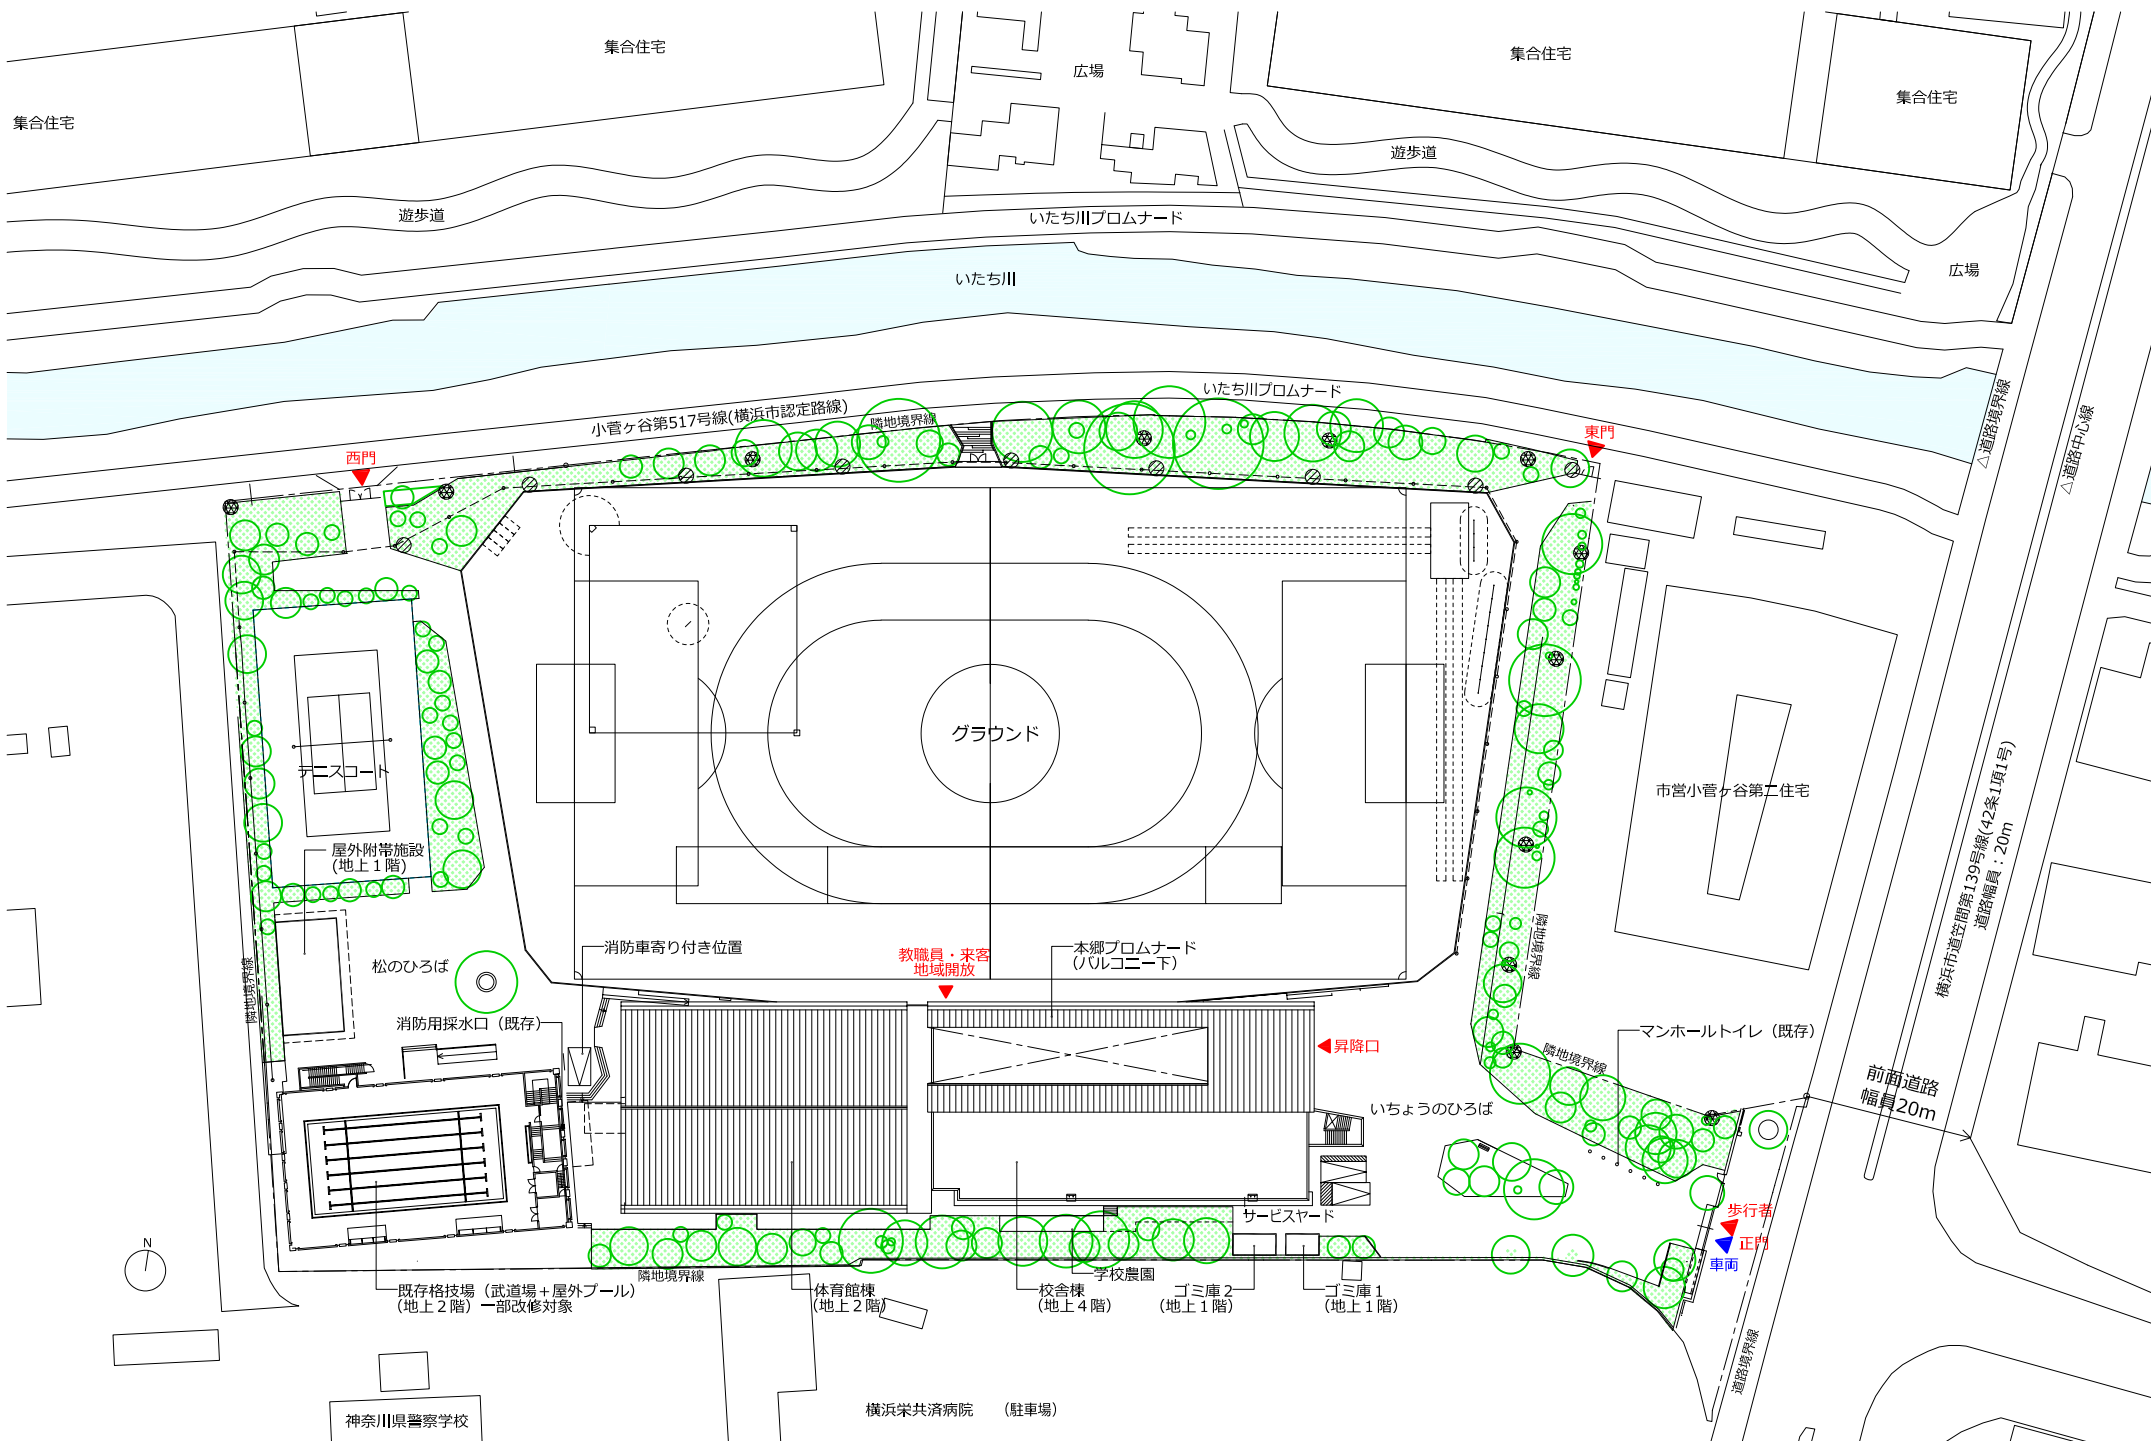 集合住宅
集合住宅
集合住宅
集合住宅
広場
遊歩道
遊歩道
いたち川プロムナード
広場
いたち川
いたち川プロムナード
小菅ヶ谷第517号線(横浜市認定路線)
隣地境界線
△道路境界線
△道路中心線
西門
東門
グラウンド
テニスコート
市営小菅ヶ谷第二住宅
横浜市道笠間第139号線(42条1項1号)
道路幅員：20m
屋外附帯施設
(地上１階)
隣地境界線
隣地境界線
松のひろば
消防車寄り付き位置
教職員・来客
地域開放
本郷プロムナード
(バルコニー下)
消防用採水口（既存）
昇降口
マンホールトイレ（既存）
隣地境界線
前面道路
幅員20m
いちょうのひろば
サービスヤード
歩行者
正門
車両
N
隣地境界線
学校農園
既存格技場（武道場＋屋外プール）
（地上２階）一部改修対象
体育館棟
(地上２階)
校舎棟
(地上４階)
ゴミ庫２
(地上１階)
ゴミ庫１
(地上１階)
道路境界線
神奈川県警察学校
横浜栄共済病院　（駐車場）